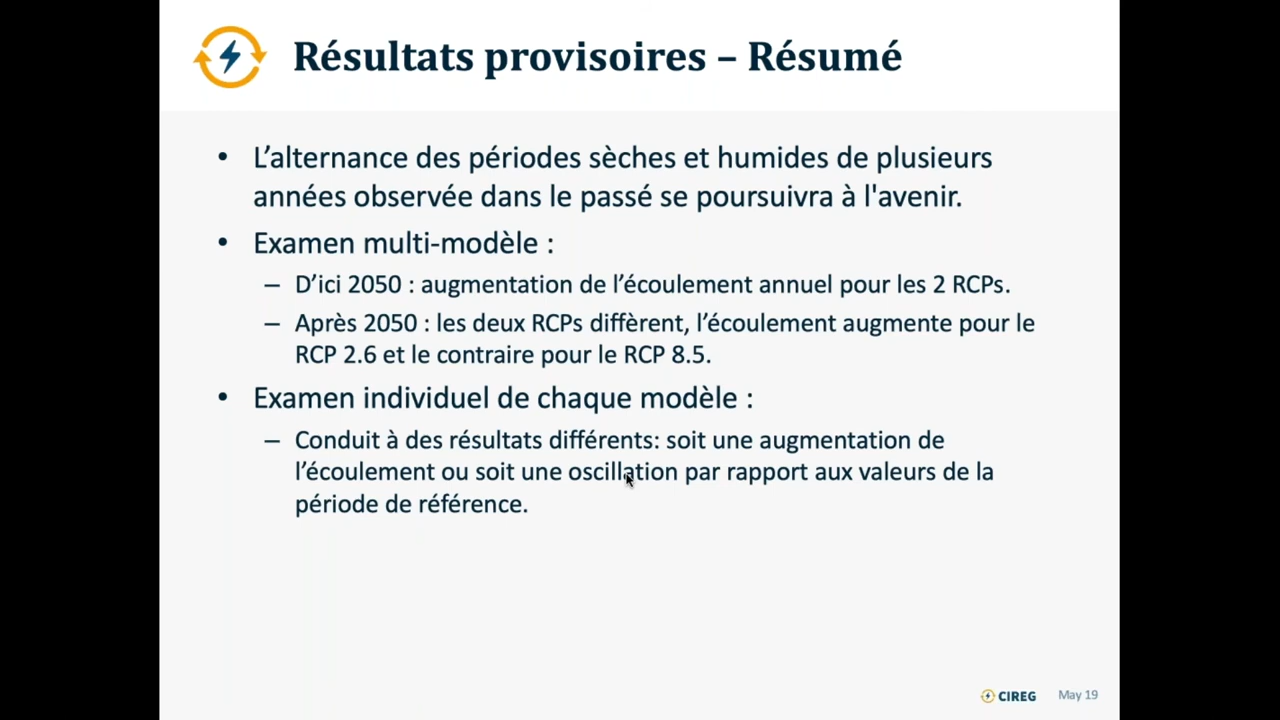 Résultats provisoires – Résumé
• L’alternance des périodes sèches et humides de plusieurs
années observée dans le passé se poursuivra à l'avenir.
• Examen multi-modèle :
– D’ici 2050 : augmentation de l’écoulement annuel pour les 2 RCPs.
– Après 2050 : les deux RCPs diffèrent, l’écoulement augmente pour le
RCP 2.6 et le contraire pour le RCP 8.5.
• Examen individuel de chaque modèle :
– Conduit à des résultats différents: soit une augmentation de
l’écoulement ou soit une oscillation par rapport aux valeurs de la
période de référence.
CIREG May 19